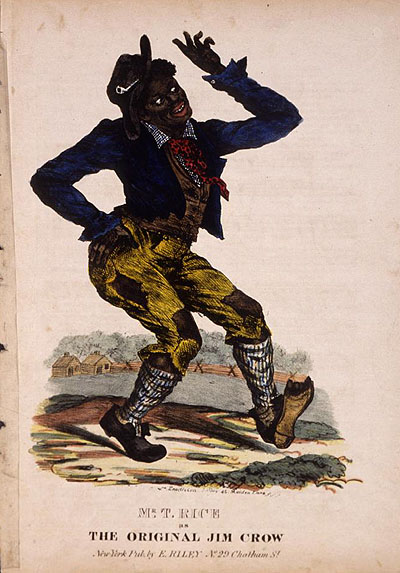 Mr. T. RICE
as
THE ORIGINAL JIM CROW
New York Pub. by E. RILEY No. 29 Chatham St.